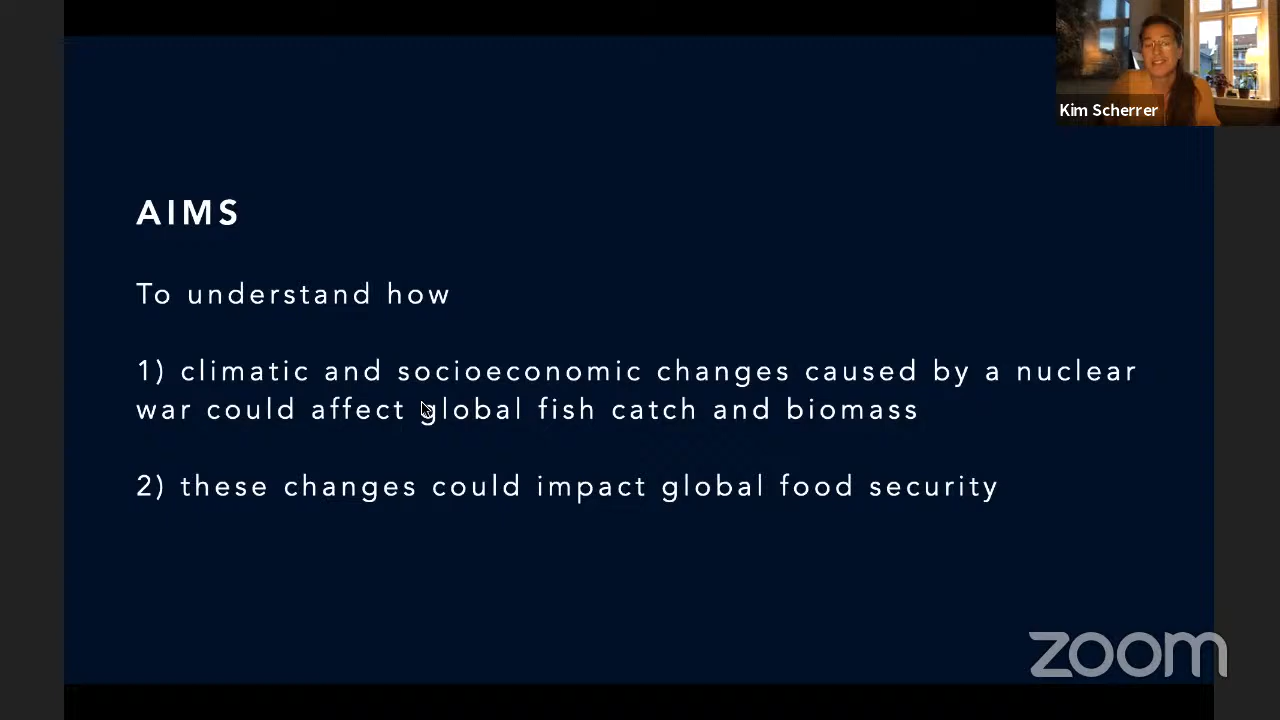 Kim Scherrer
AIMS
To understand how
1) climatic and socioeconomic changes caused by a nuclear
war could affect global fish catch and biomass
2) these changes could impact global food security
zoom